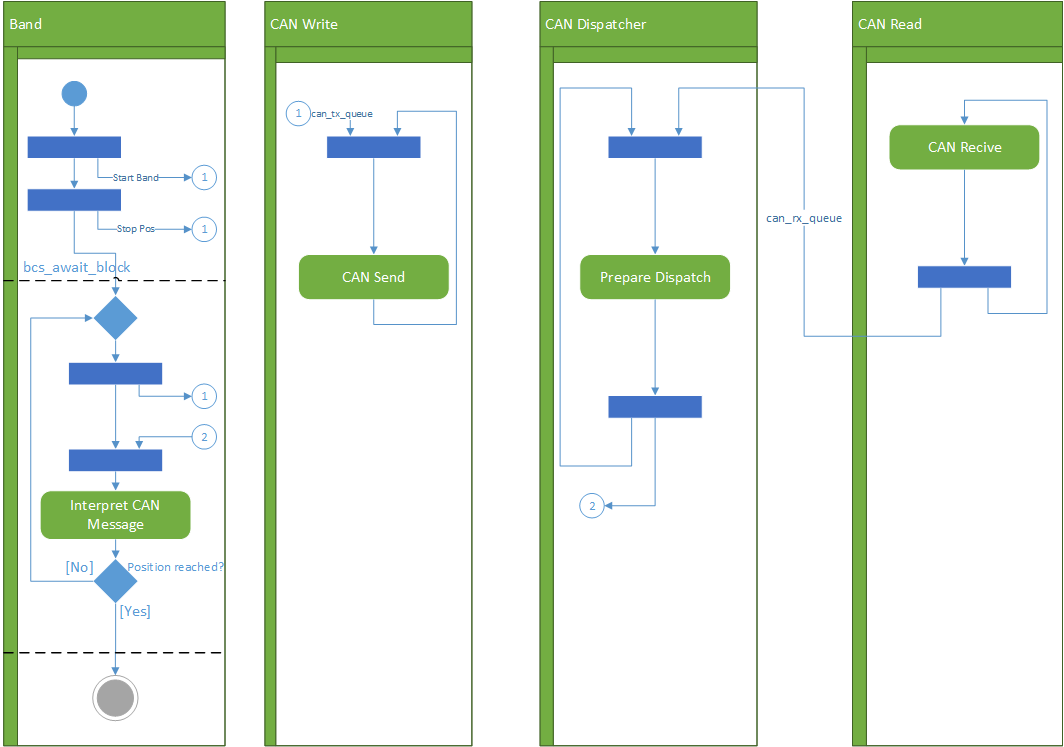 Band
CAN Write
CAN Dispatcher
CAN Read
1
can_tx_queue
CAN Recive
Start Band
1
Stop Pos
1
can_rx_queue
bcs_await_block
CAN Send
Prepare Dispatch
1
2
Interpret CAN
Message
2
[No]
Position reached?
[Yes]